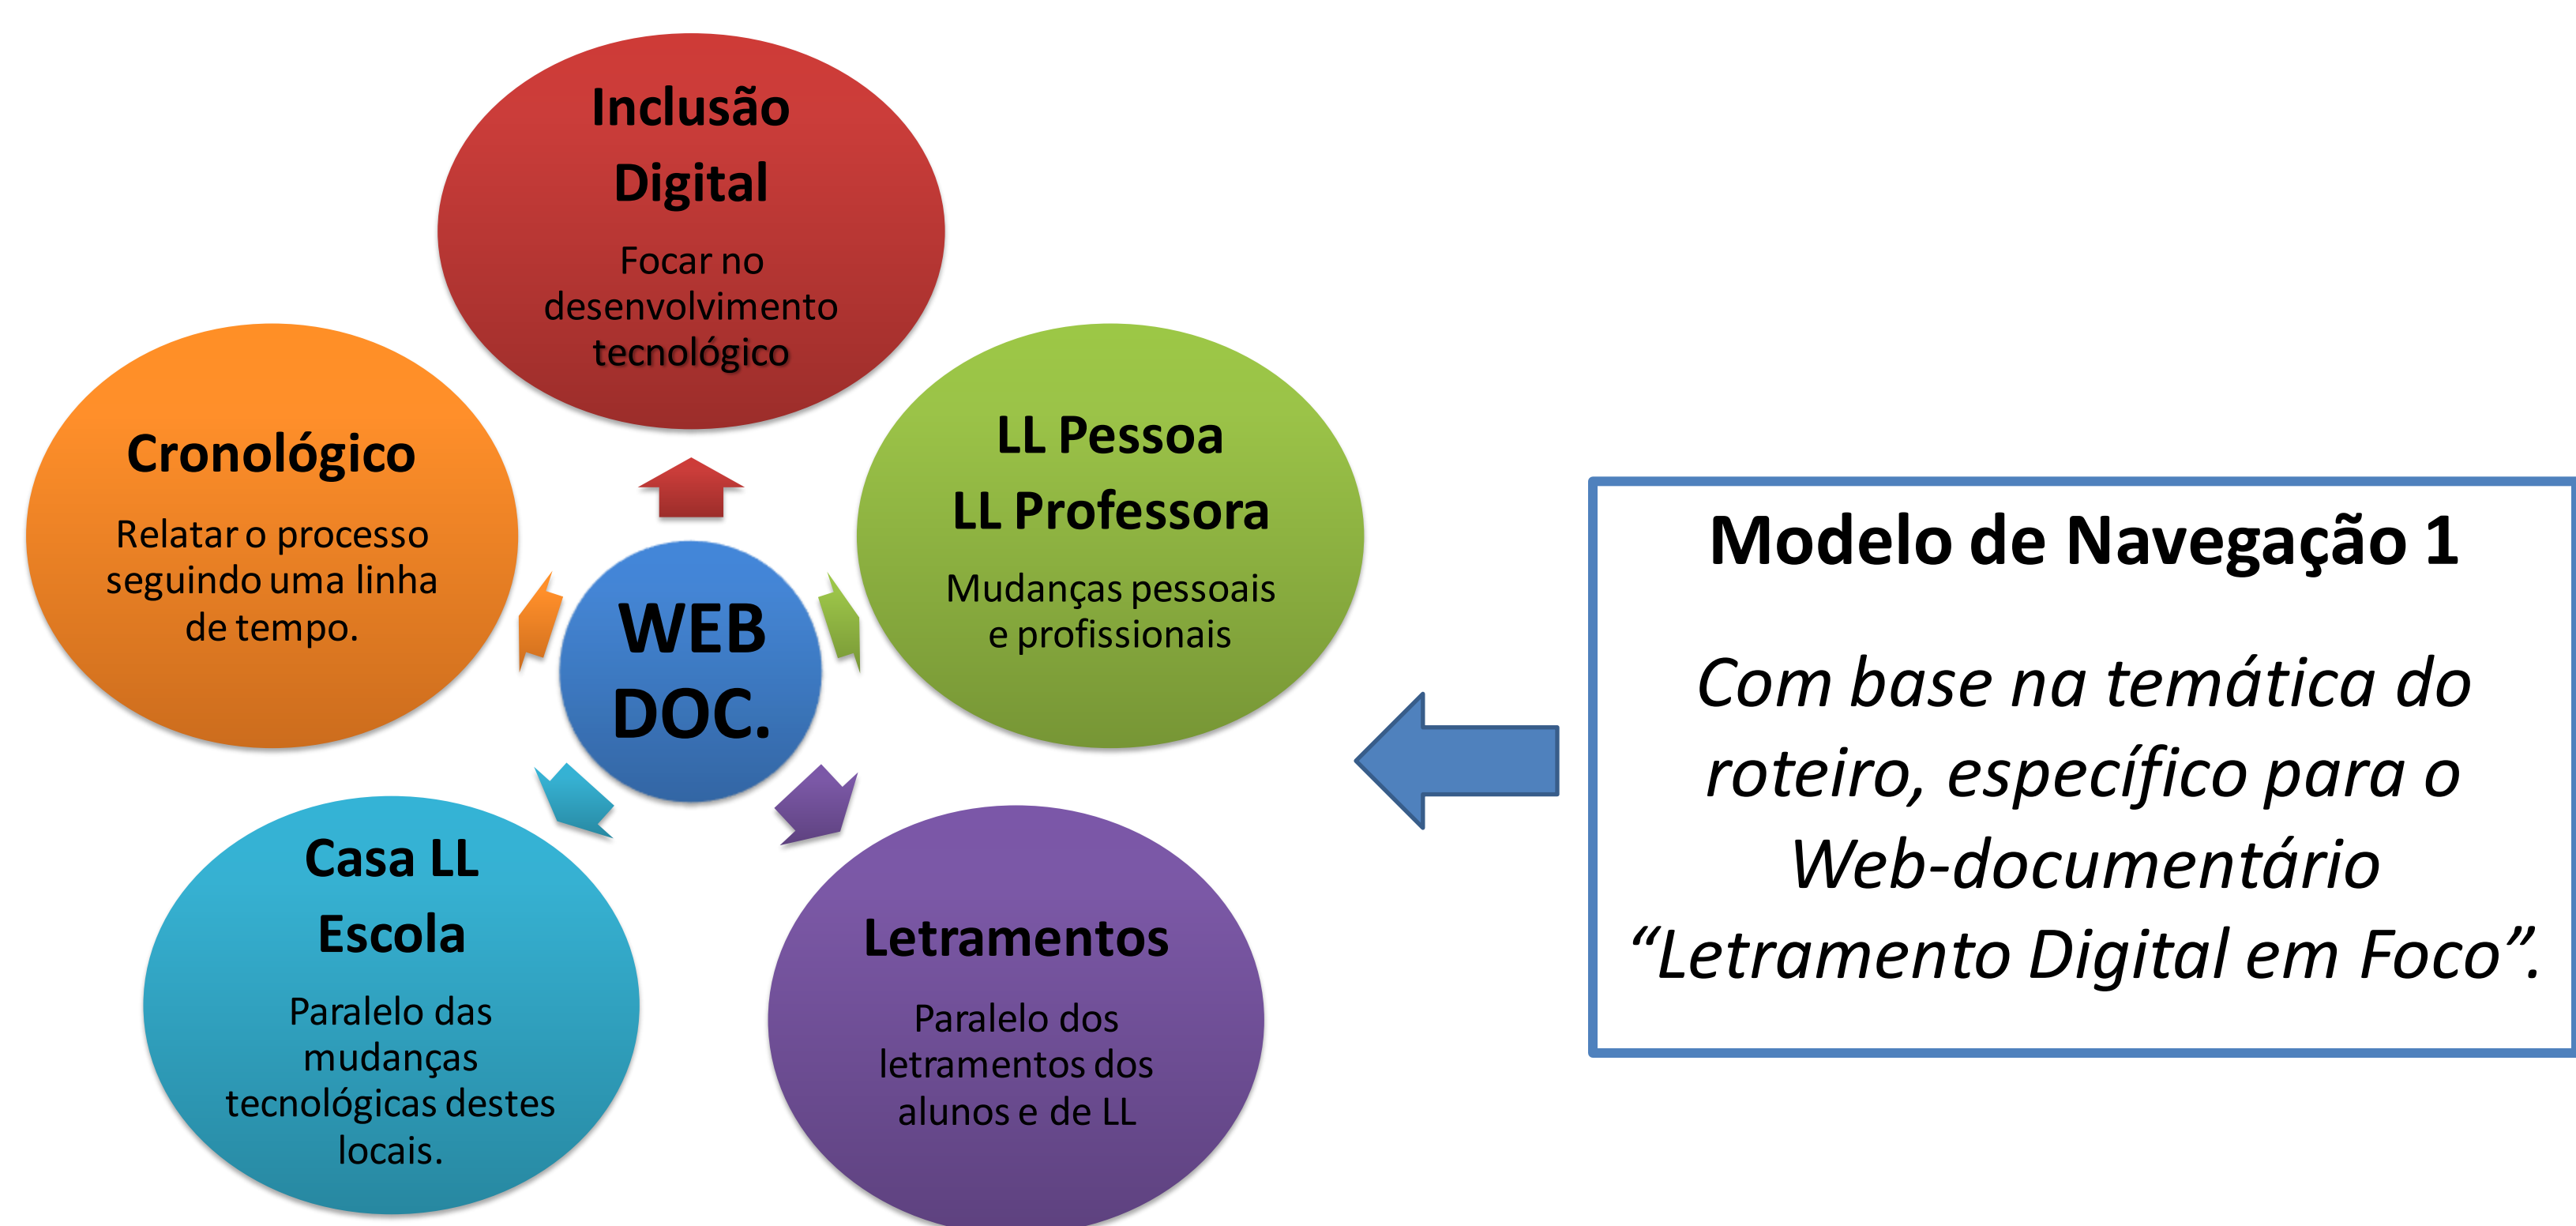 Inclusão
Digital
Focar no
desenvolvimento
tecnológico
Cronológico
Relatar o processo
seguindo uma linha
de tempo.
LL Pessoa
LL Professora
Mudanças pessoais
e profissionais
WEB
DOC.
Casa LL
Escola
Paralelo das
mudanças
tecnológicas destes
locais.
Letramentos
Paralelo dos
letramentos dos
alunos e de LL
Modelo de Navegação 1
Com base na temática do
roteiro, específico para o
Web-documentário
“Letramento Digital em Foco”.